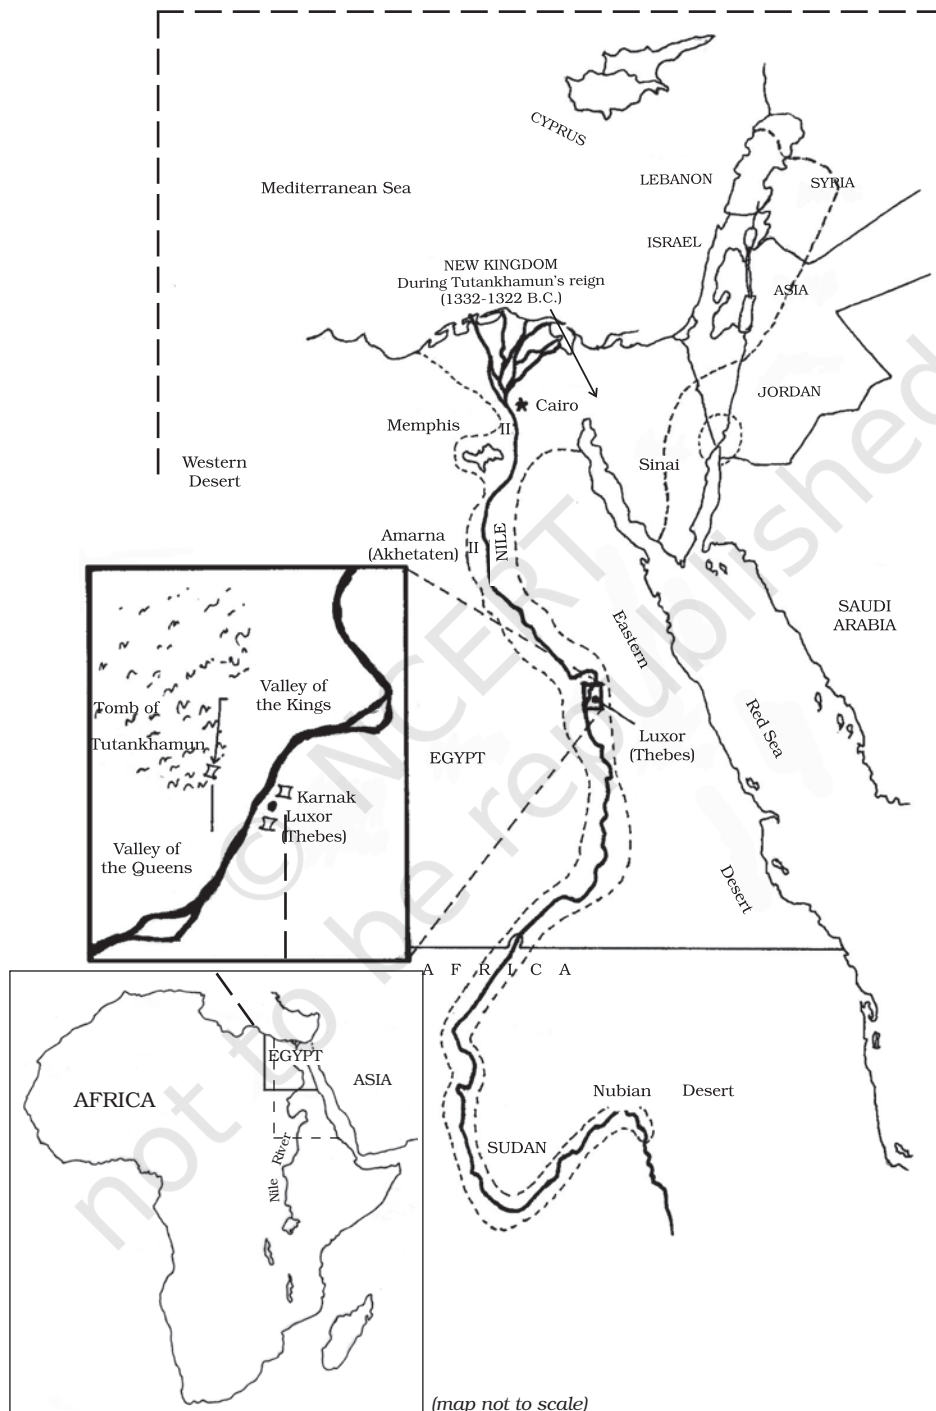 CYPRUS
Mediterranean Sea
LEBANON
SYRIA
ISRAEL
NEW KINGDOM
During Tutankhamun's reign
(1332-1322 B.C.)
ASIA
JORDAN
Cairo
Memphis
II
Sinai
Western
Desert
Amarna
(Akhetaten)
II
NILE
SAUDI
ARABIA
Eastern
Desert
Red Sea
Luxor
(Thebes)
EGYPT
Valley of
the Kings
Tomb of
Tutankhamun
Karnak
Luxor
(Thebes)
Valley of
the Queens
AFRICA
Nubian Desert
SUDAN
EGYPT
ASIA
AFRICA
Nile River
(map not to scale)
© NCERT
not to be republished